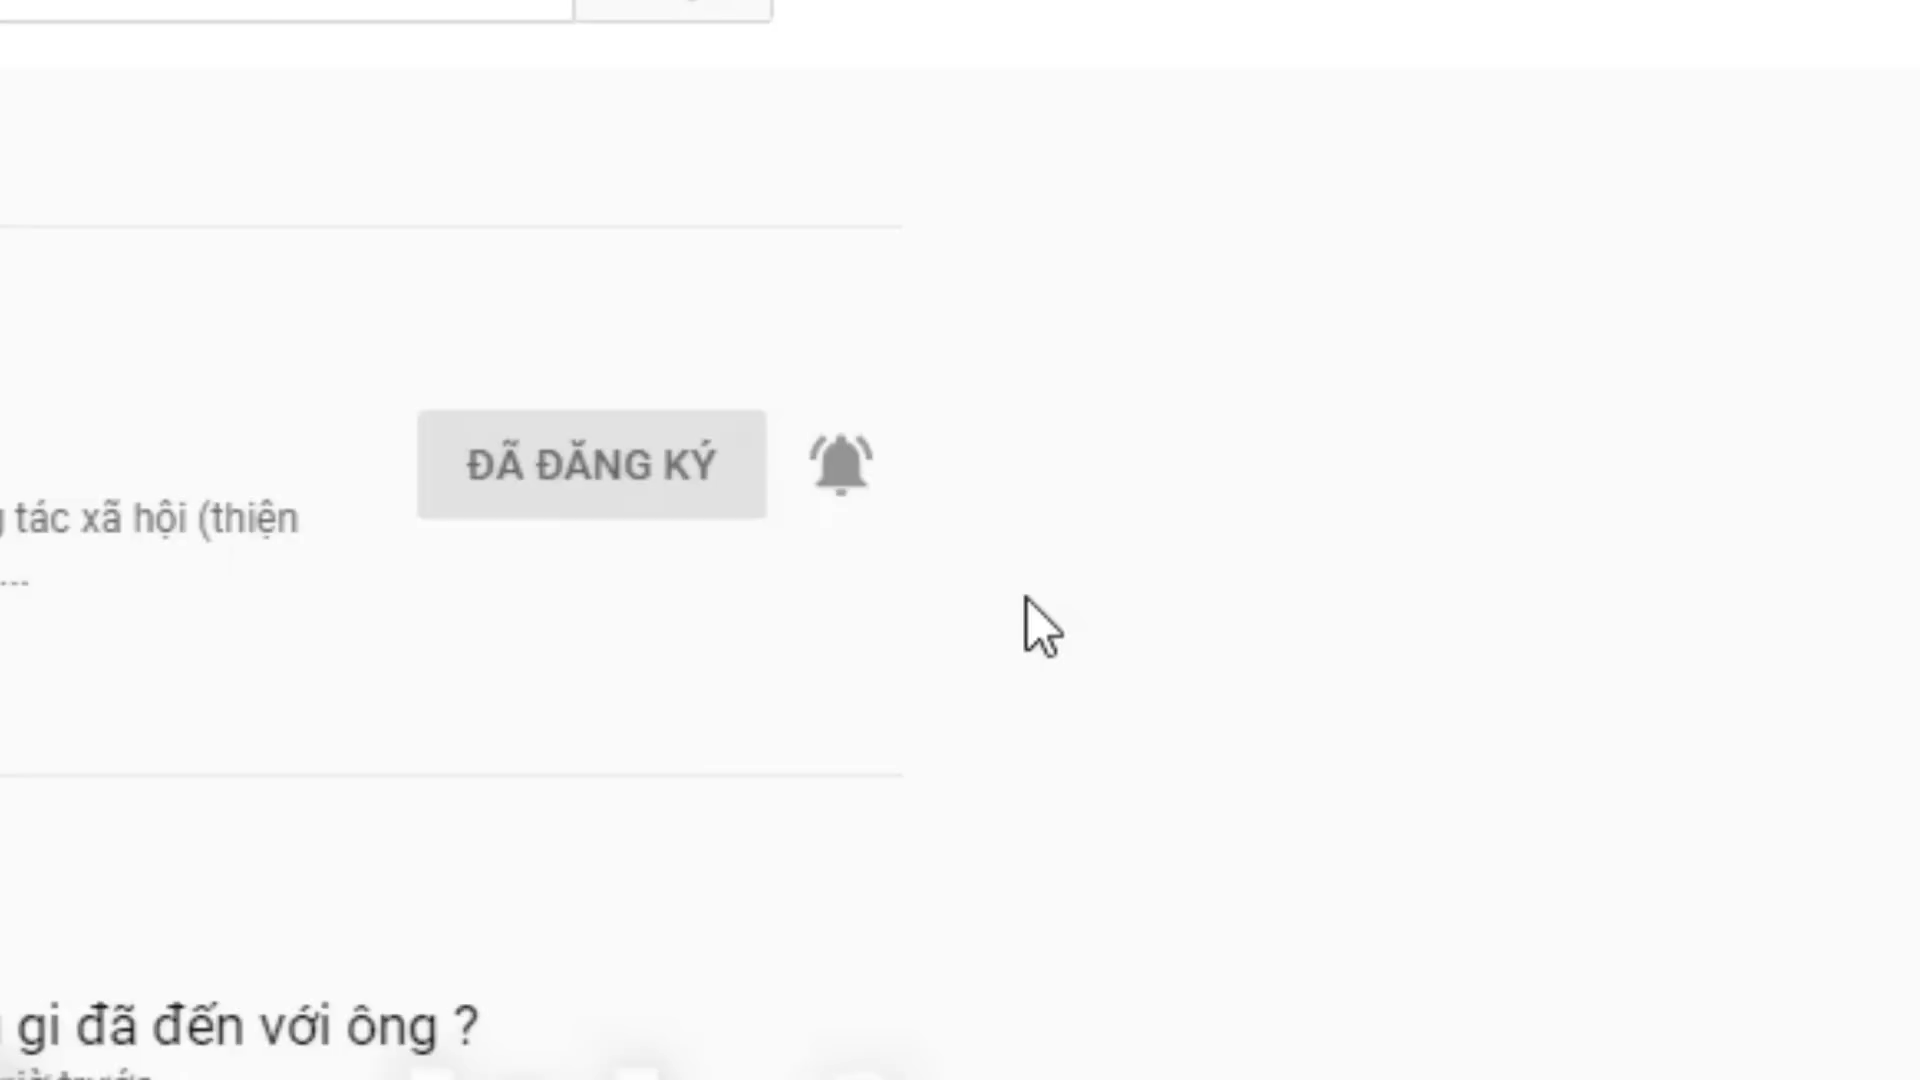 ĐÃ ĐĂNG KÝ
tác xã hội (thiện
...
gi đã đến với ông ?